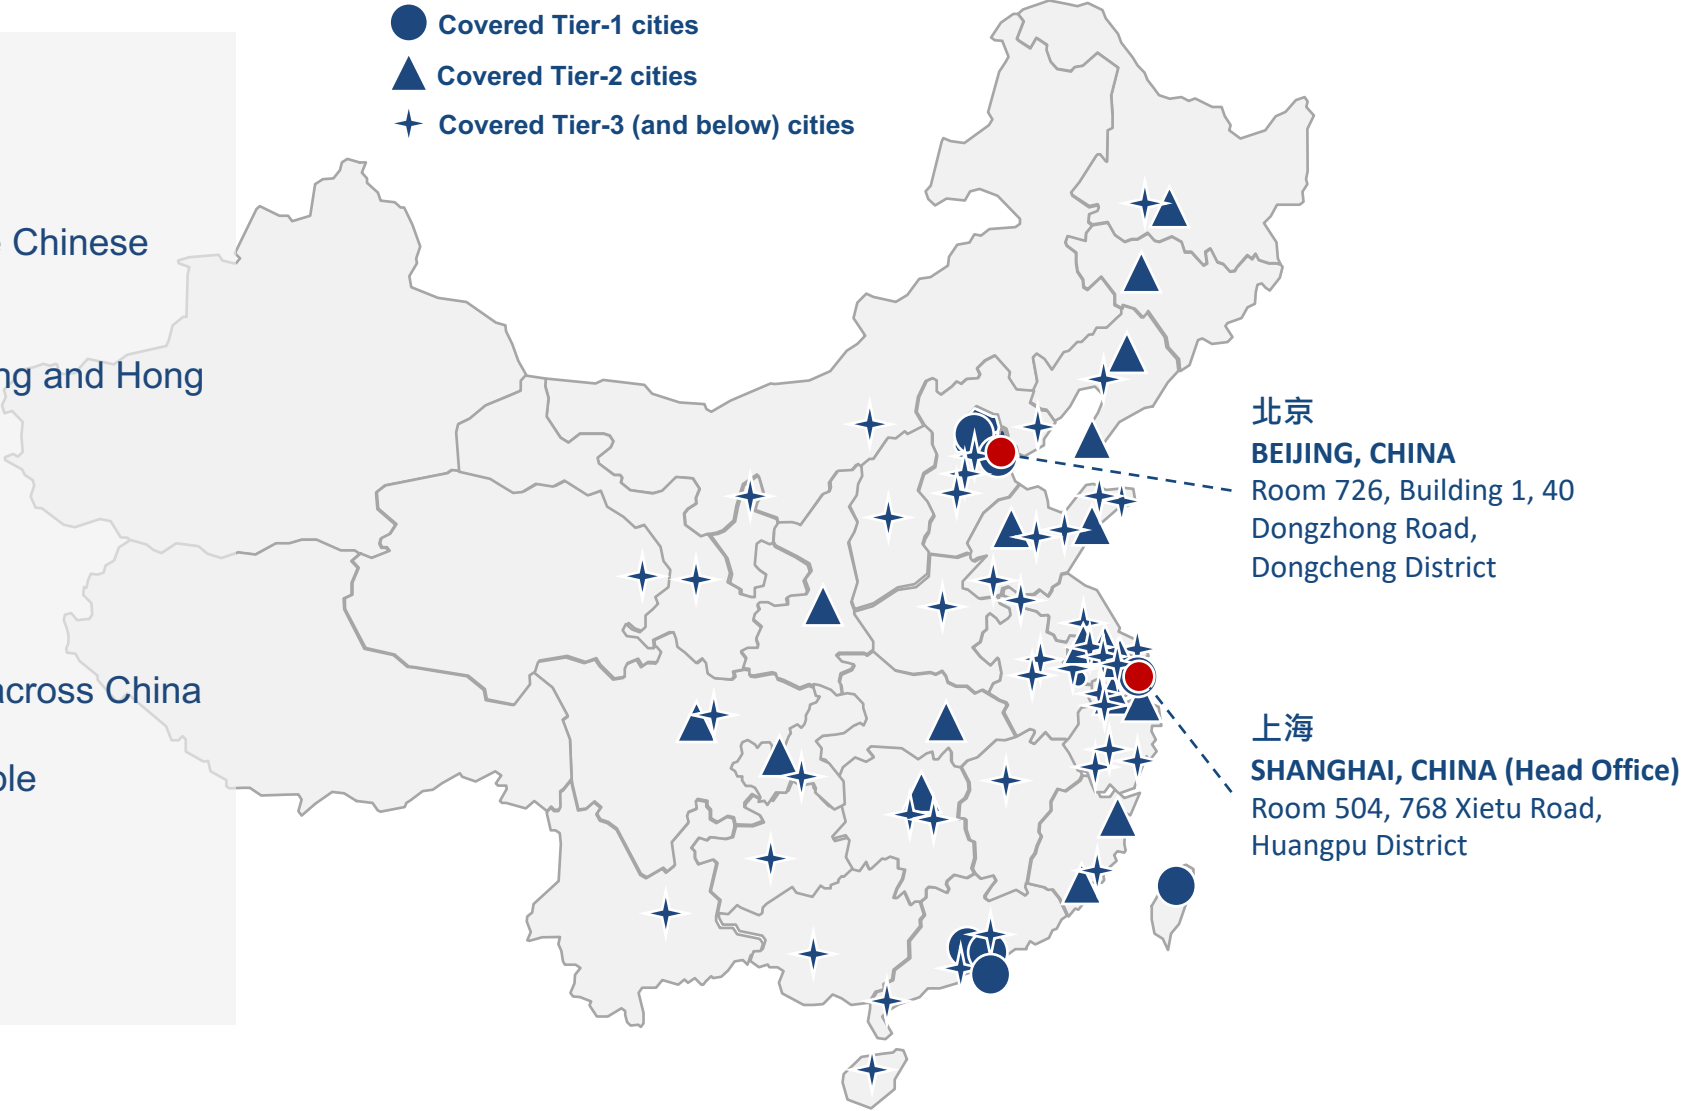 Covered Tier-1 cities
Covered Tier-2 cities
Covered Tier-3 (and below) cities
Chinese
and Hong
across China
北京
BEIJING, CHINA
Room 726, Building 1, 40
Dongzhong Road,
Dongcheng District
上海
SHANGHAI, CHINA (Head Office)
Room 504, 768 Xietu Road,
Huangpu District